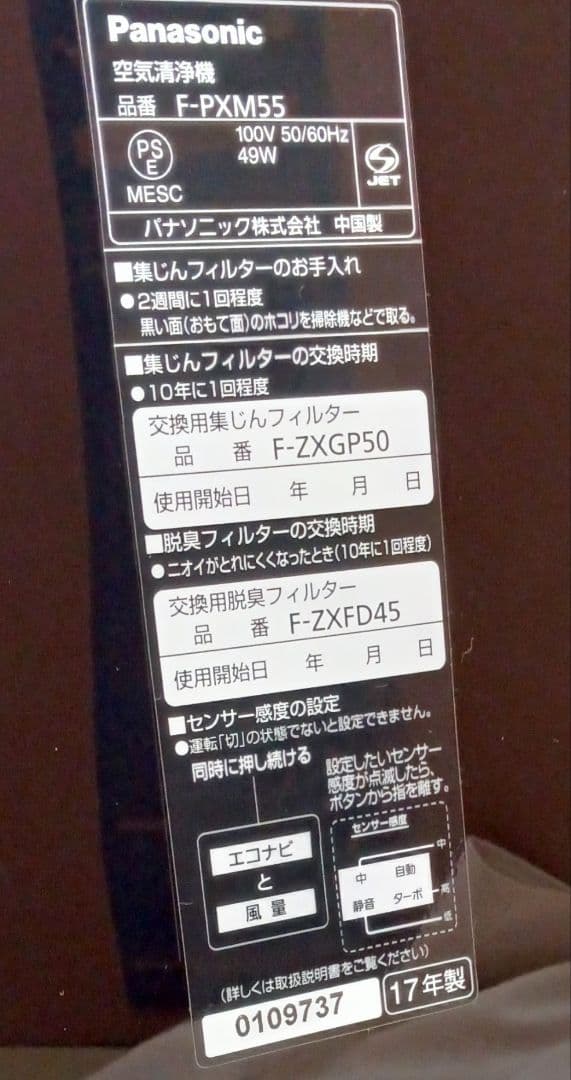 Panasonic
空気清浄機
品番 F-PXM55
PS
E
MESC
100V 50/60Hz
49W
JET
パナソニック株式会社 中国製
■集じんフィルターのお手入れ
●2週間に1回程度
黒い面(おもて面)のホコリを掃除機などで取る。
■集じんフィルターの交換時期
●10年に1回程度
交換用集じんフィルター
品 番 F-ZXGP50
使用開始日 年 月 日
■脱臭フィルターの交換時期
●ニオイがとれにくくなったとき(10年に1回程度)
交換用脱臭フィルター
品 番 F-ZXFD45
使用開始日 年 月 日
■センサー感度の設定
●運転「切」の状態でないと設定できません。
同時に押し続ける
エコナビ
と
風量
設定したいセンサー
感度が点滅したら、
ボタンから指を離す。
センサー感度
中
中 自動
高
静音 ターボ
低
(詳しくは取扱説明書をご覧ください)
0109737
17年製